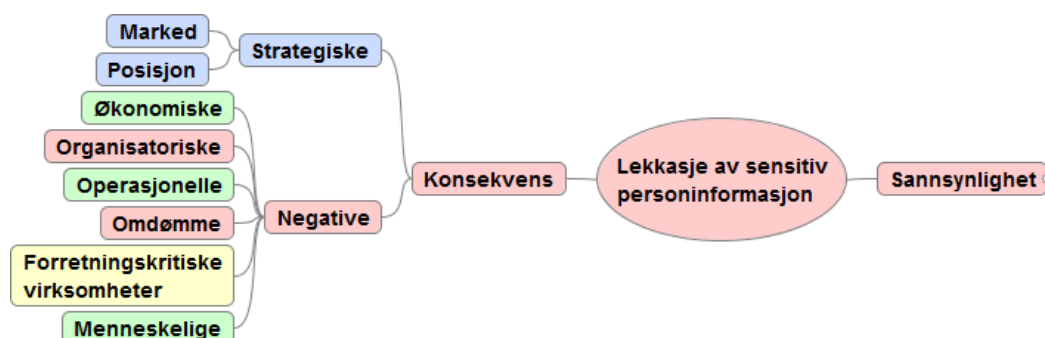 Marked
Strategiske
Posisjon
Økonomiske
Organisatoriske
Operasjonelle
Omdømme
Negative
Forretningskritiske
virksomheter
Menneskelige
Konsekvens
Lekkasje av sensitiv
personinformasjon
Sannsynlighet